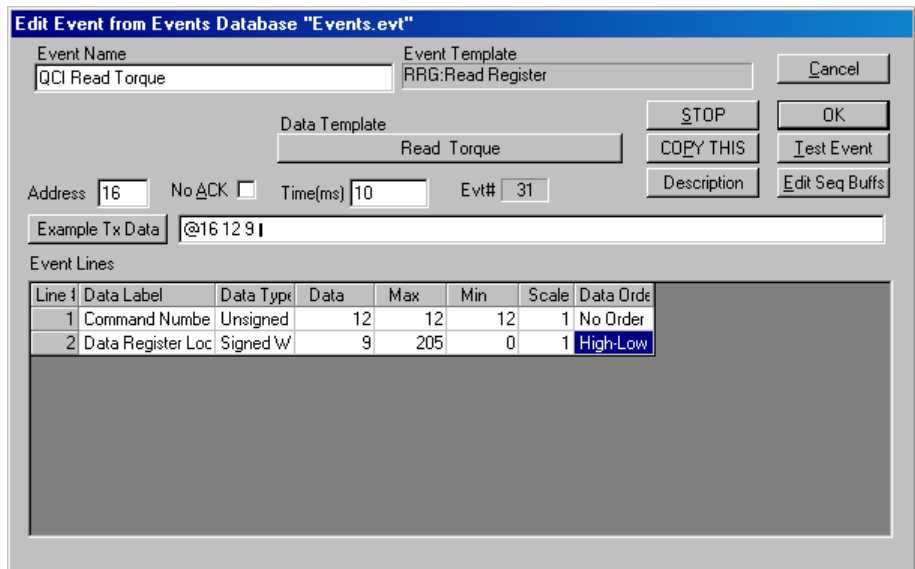 Edit Event from Events Database "Events.evt"
Event Name
Event Template
QCI Read Torque
RRG:Read Register
Cancel
Data Template
STOP
OK
Read Torque
COPY THIS
Test Event
Address 16
No ACK
Time(ms) 10
Evt# 31
Description
Edit Seq Buffs
Example Tx Data
@16 12 9
Event Lines
Line # Data Label Data Type Data Max Min Scale Data Orde
1 Command Numbe Unsigned 12 12 12 1 No Order
2 Data Register Loc Signed W 9 205 0 1 High-Low